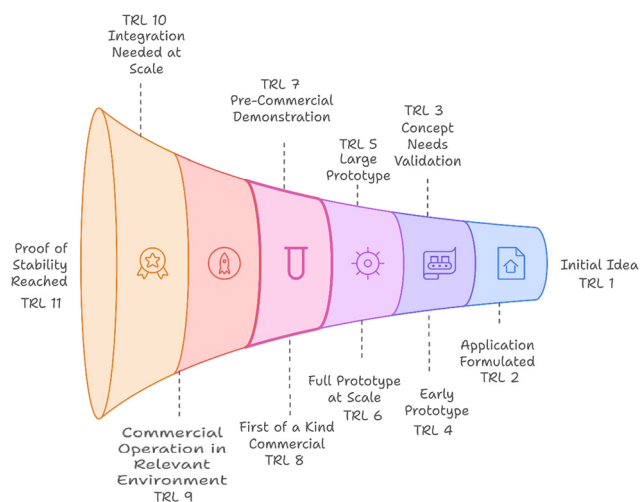 TRL 10
Integration
Needed at
Scale
TRL 7
Pre-Commercial
Demonstration
TRL 5
Large
Prototype
TRL 3
Concept
Needs
Validation
Proof of
Stability
Reached
TRL 11
Initial Idea
TRL 1
Commercial
Operation in
Relevant
Environment
TRL 9
First of a Kind
Commercial
TRL 8
Full Prototype
at Scale
TRL 6
Early
Prototype
TRL 4
Application
Formulated
TRL 2